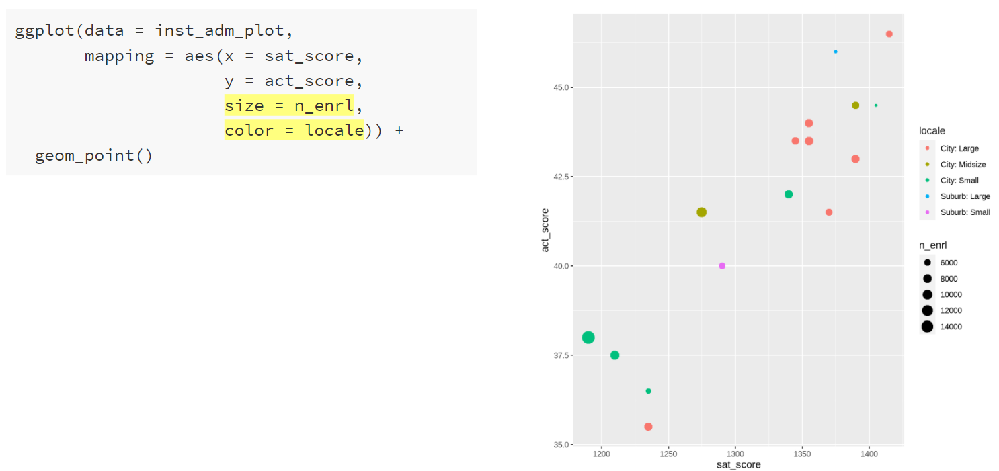 ggplot(data = inst_adm_plot,
mapping = aes(x = sat_score,
y = act_score,
size = n_enrl,
color = locale)) +
geom_point()
45.0
42.5
40.0
37.5
35.0
act_score
1200 1250 1300 1350 1400
sat_score
locale
City: Large
City: Midsize
City: Small
Suburb: Large
Suburb: Small
n_enrl
6000
8000
10000
12000
14000